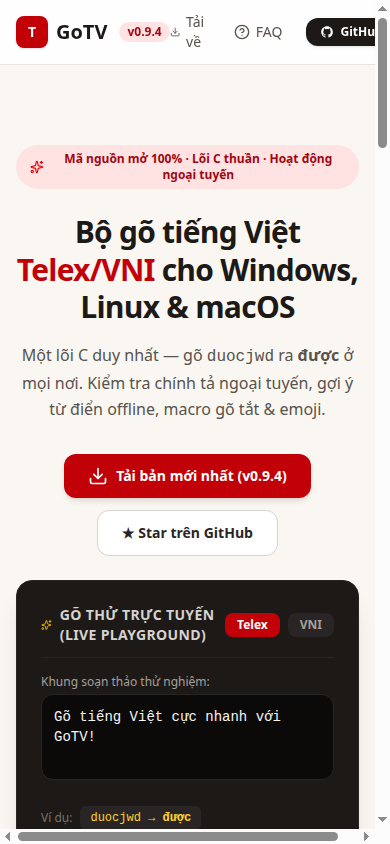 T GoTV v0.9.4 Tải về FAQ GitHu
Mã nguồn mở 100% · Lõi C thuần · Hoạt động
ngoại tuyến
Bộ gõ tiếng Việt
Telex/VNI cho Windows,
Linux & macOS
Một lõi C duy nhất — gõ duocjwd ra được ở
mọi nơi. Kiểm tra chính tả ngoại tuyến, gợi ý
từ điển offline, macro gõ tắt & emoji.
Tải bản mới nhất (v0.9.4)
★ Star trên GitHub
GÕ THỬ TRỰC TUYẾN
(LIVE PLAYGROUND)
Telex VNI
Khung soạn thảo thử nghiệm:
Gõ tiếng Việt cực nhanh với
GoTV!
Ví dụ: duocjwd → được